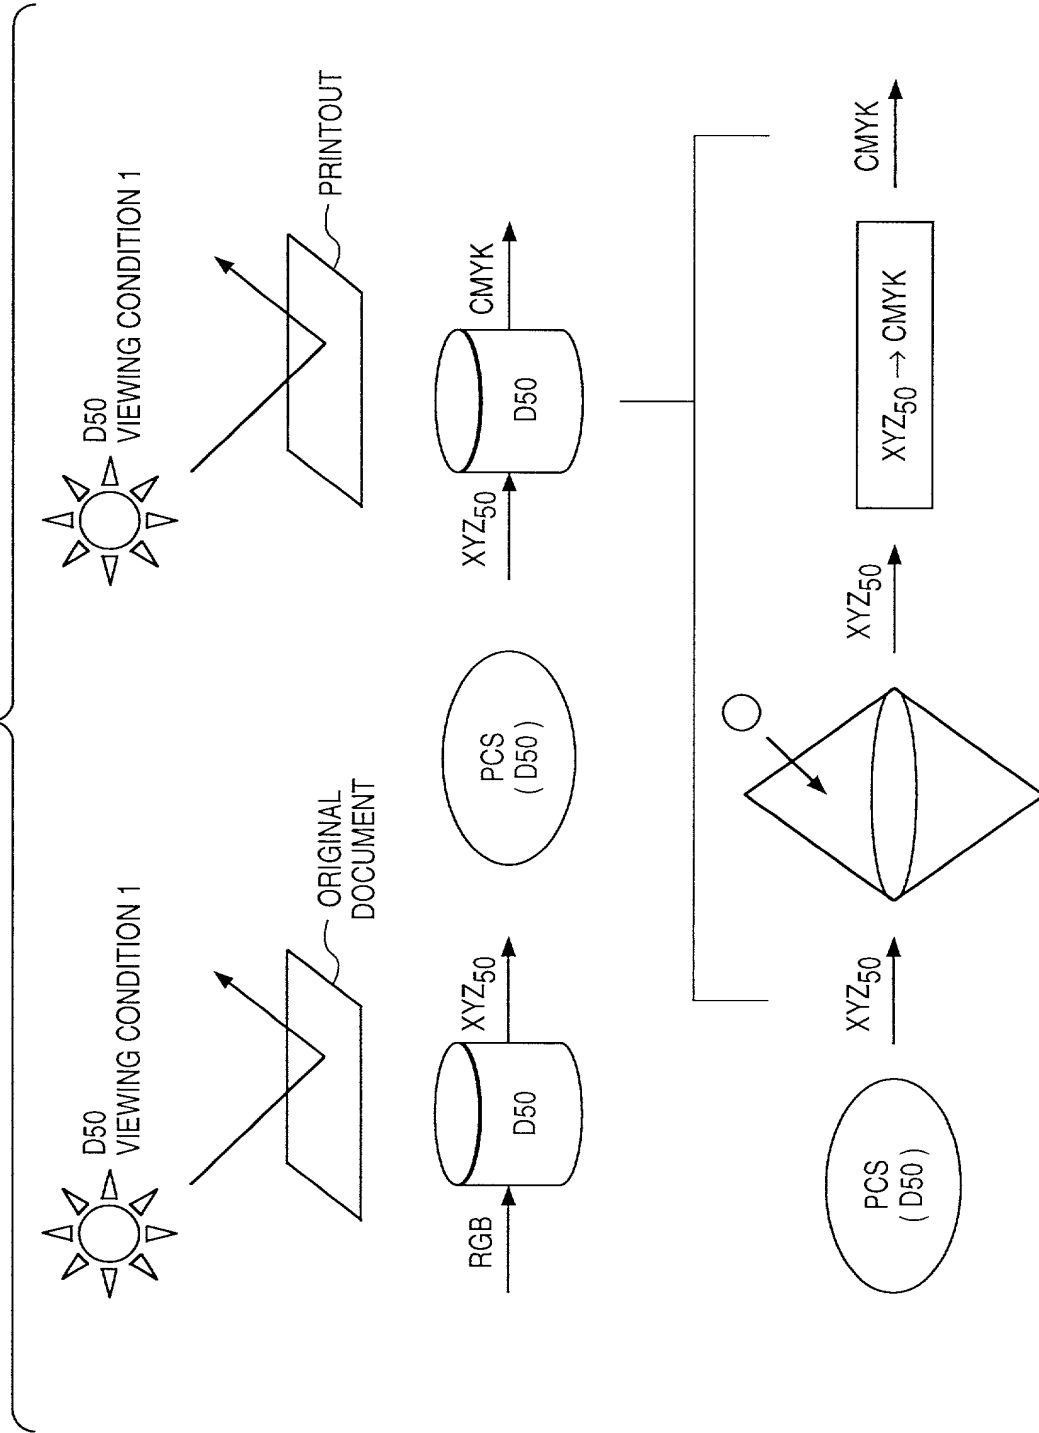 D50
VIEWING CONDITION 1
D50
VIEWING CONDITION 1
ORIGINAL
DOCUMENT
PRINTOUT
RGB
D50
XYZ50
PCS
( D50 )
XYZ50
D50
CMYK
PCS
( D50 )
XYZ50
XYZ50
XYZ50 → CMYK
CMYK